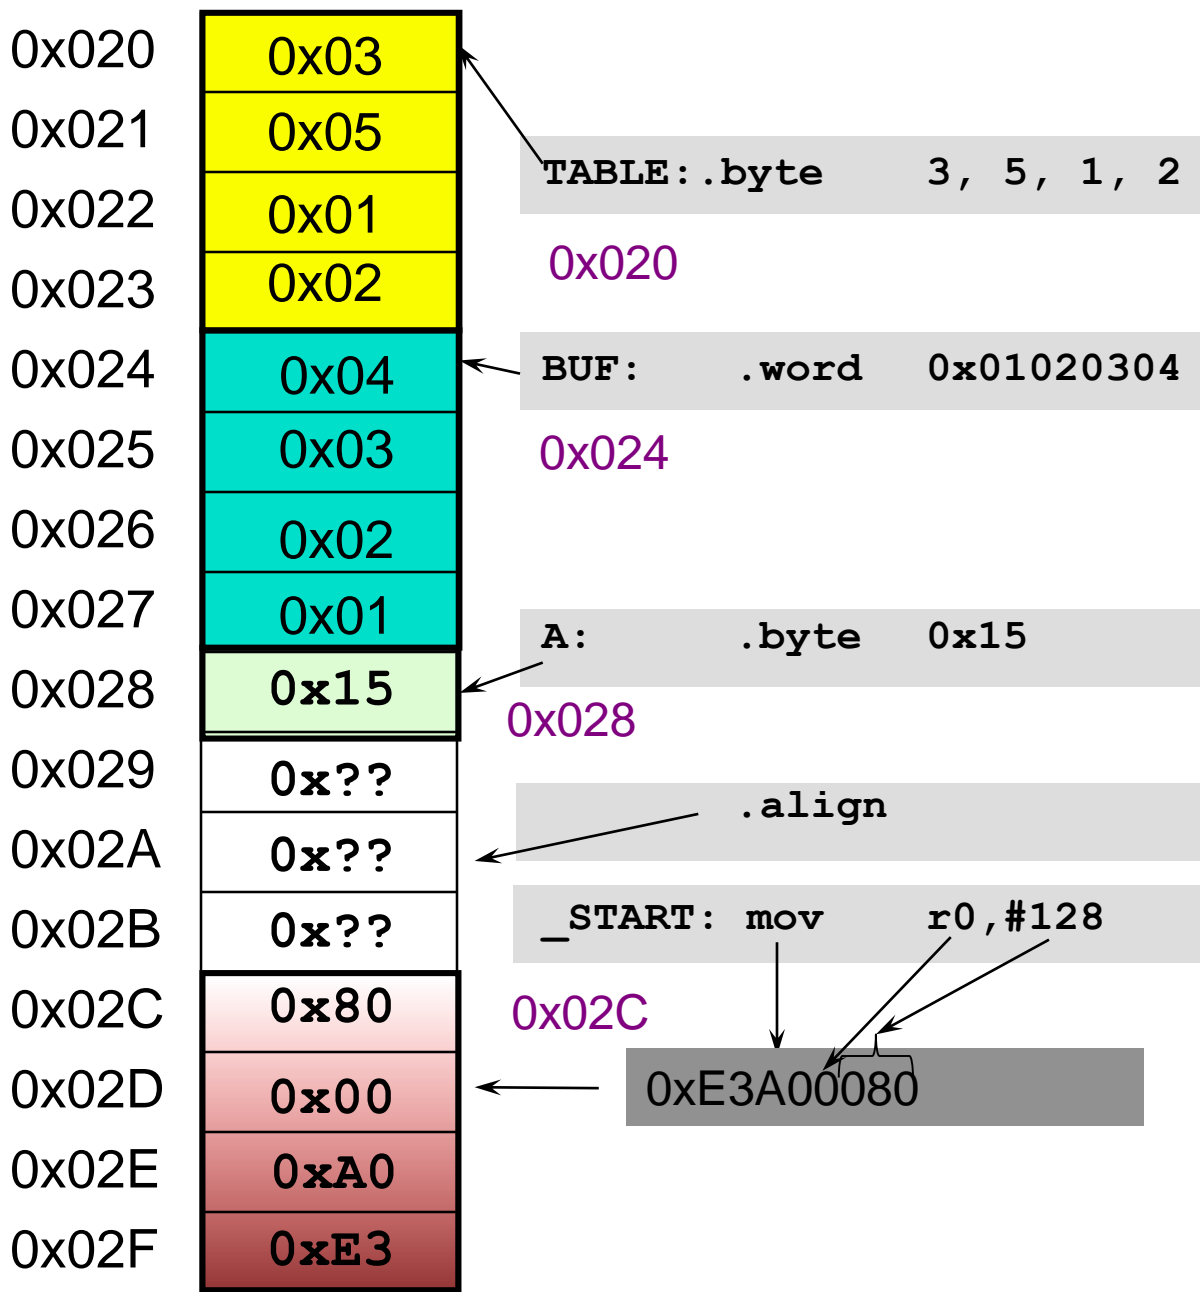 0x020 0x03
0x021 0x05
TABLE:.byte 3, 5, 1, 2
0x022 0x01
0x020
0x023 0x02
0x024 0x04
BUF: .word 0x01020304
0x025 0x03
0x024
0x026 0x02
0x027 0x01
A: .byte 0x15
0x028 0x15
0x028
0x029 0x??
.align
0x02A 0x??
0x02B 0x??
_START: mov r0,#128
0x02C 0x80
0x02C
0x02D 0x00
0xE3A00080
0x02E 0xA0
0x02F 0xE3